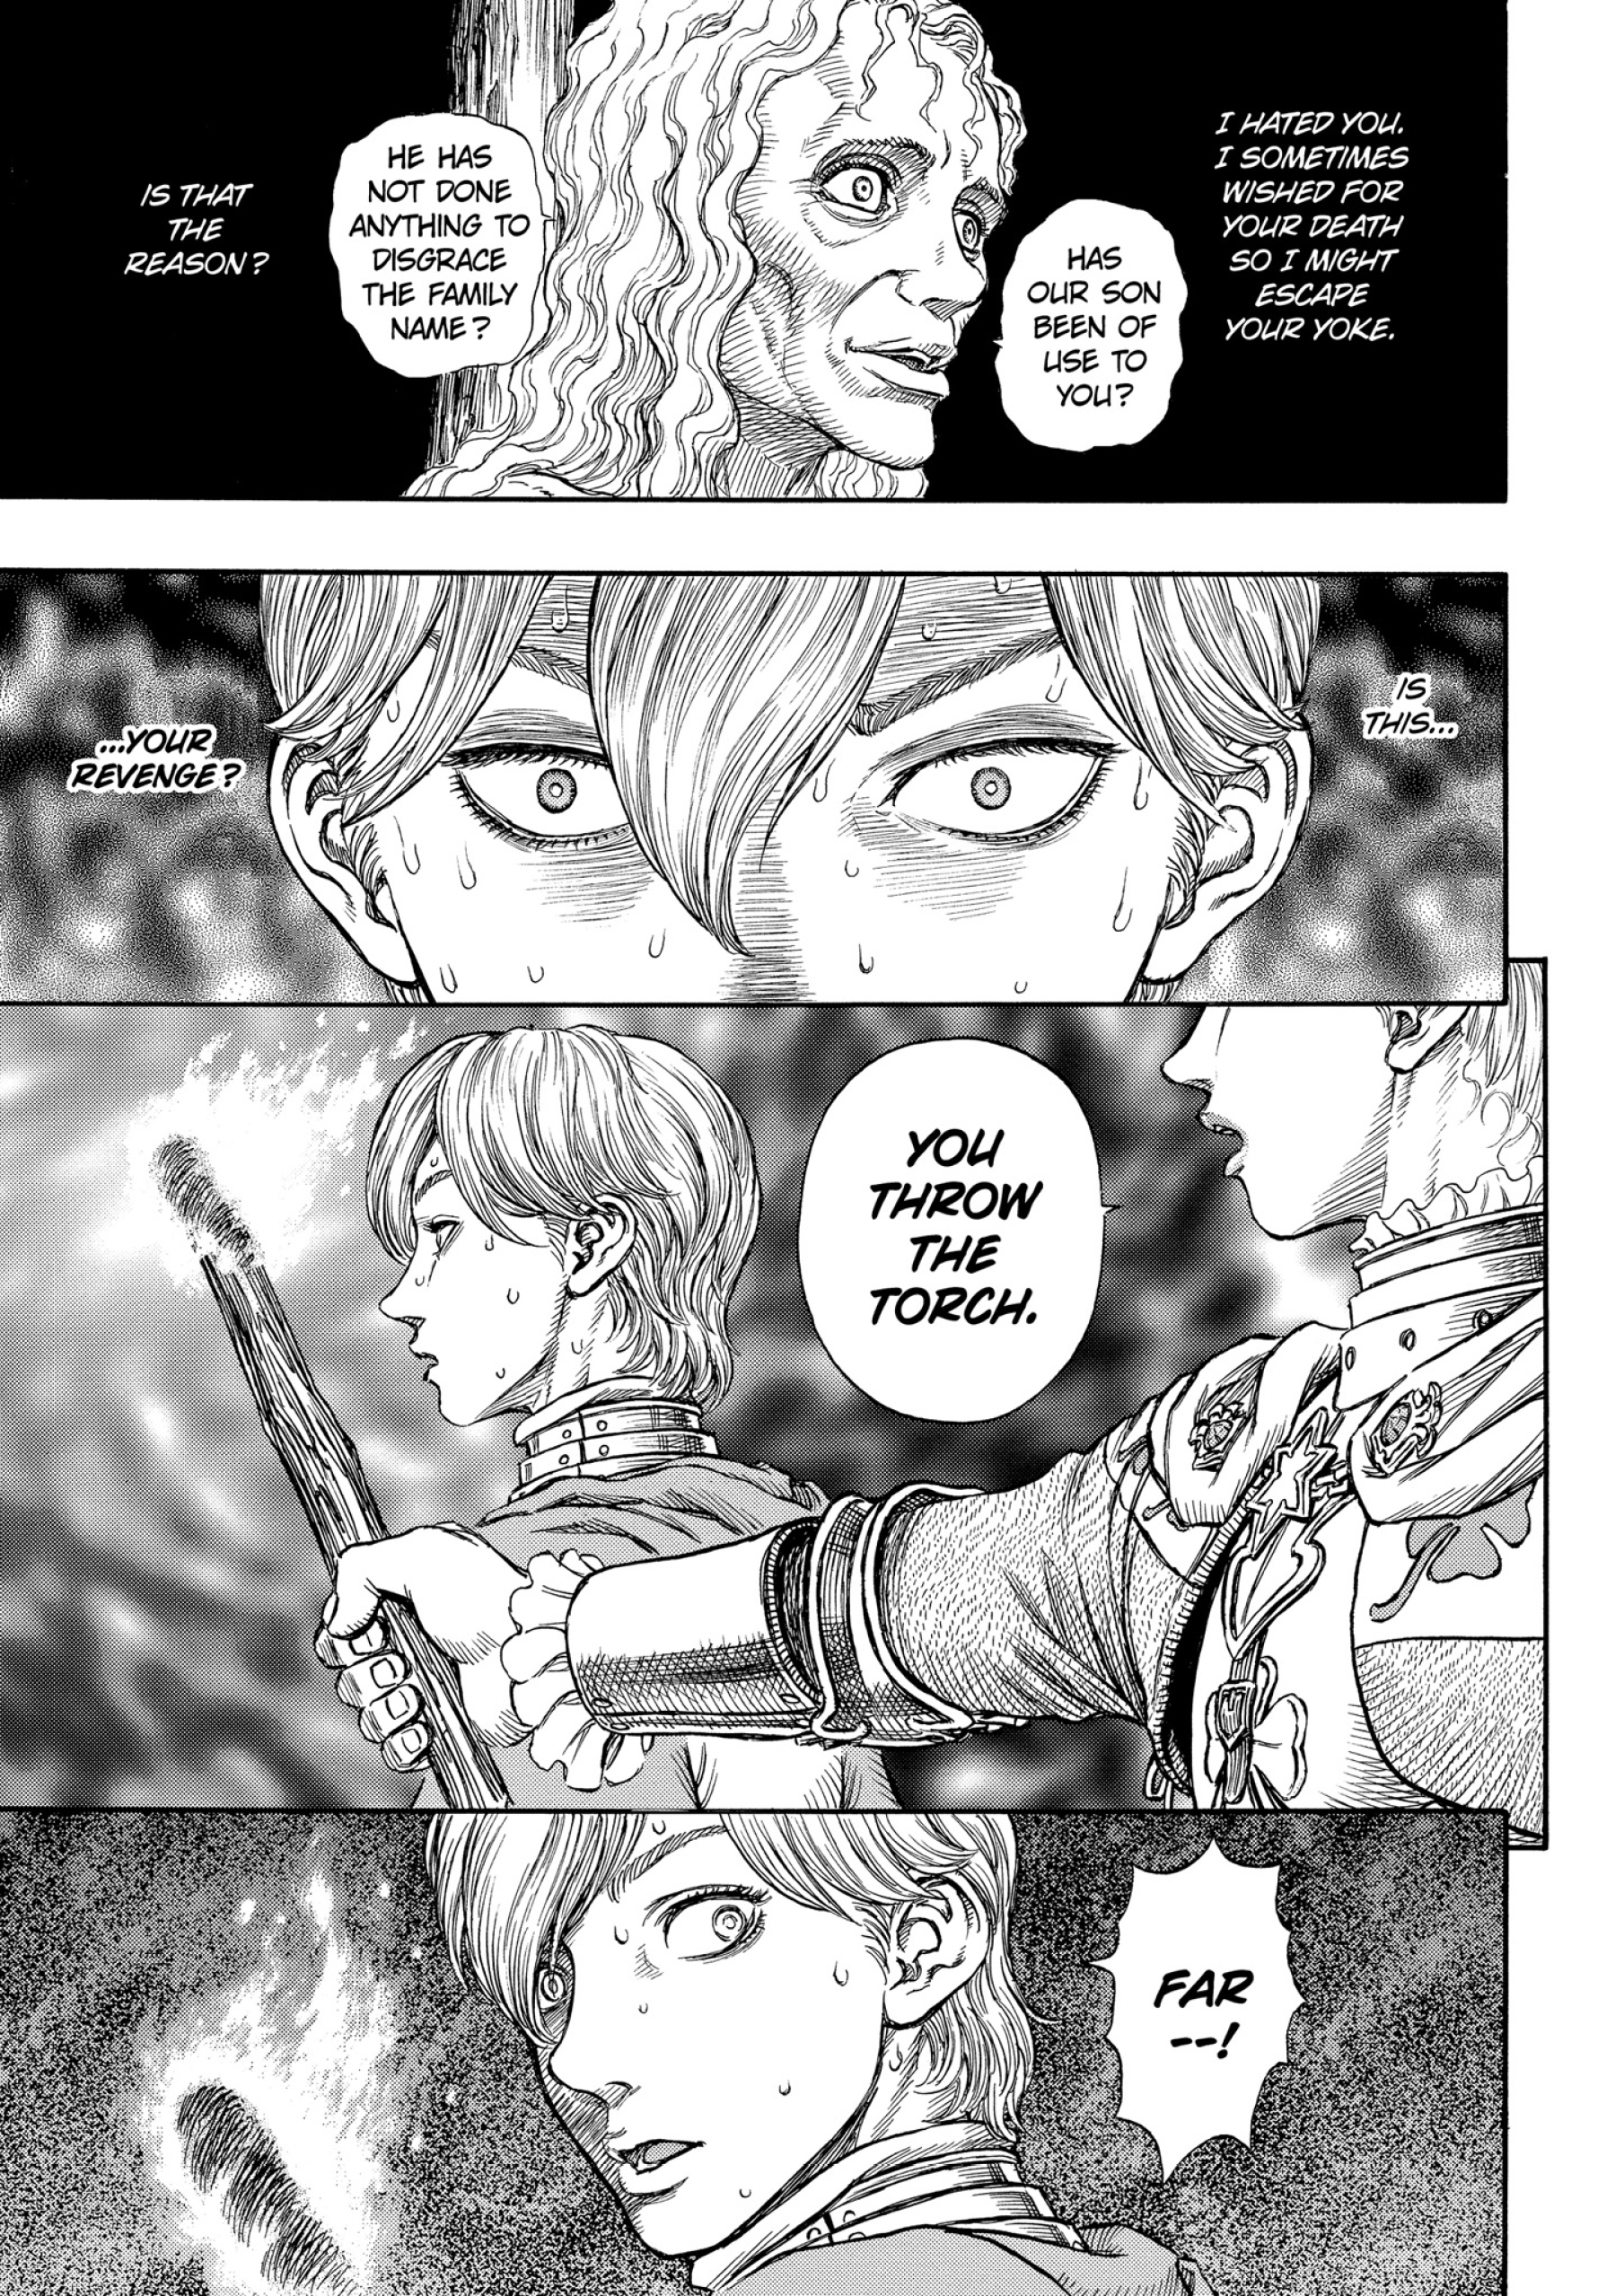 I HATED YOU.
I SOMETIMES
WISHED FOR
YOUR DEATH
SO I MIGHT
ESCAPE
YOUR YOKE.
HAS
OUR SON
BEEN OF
USE TO
YOU?
HE HAS
NOT DONE
ANYTHING TO
DISGRACE
THE FAMILY
NAME?
IS THAT
THE
REASON?
IS
THIS...
...YOUR
REVENGE?
YOU
THROW
THE
TORCH.
FAR
--!